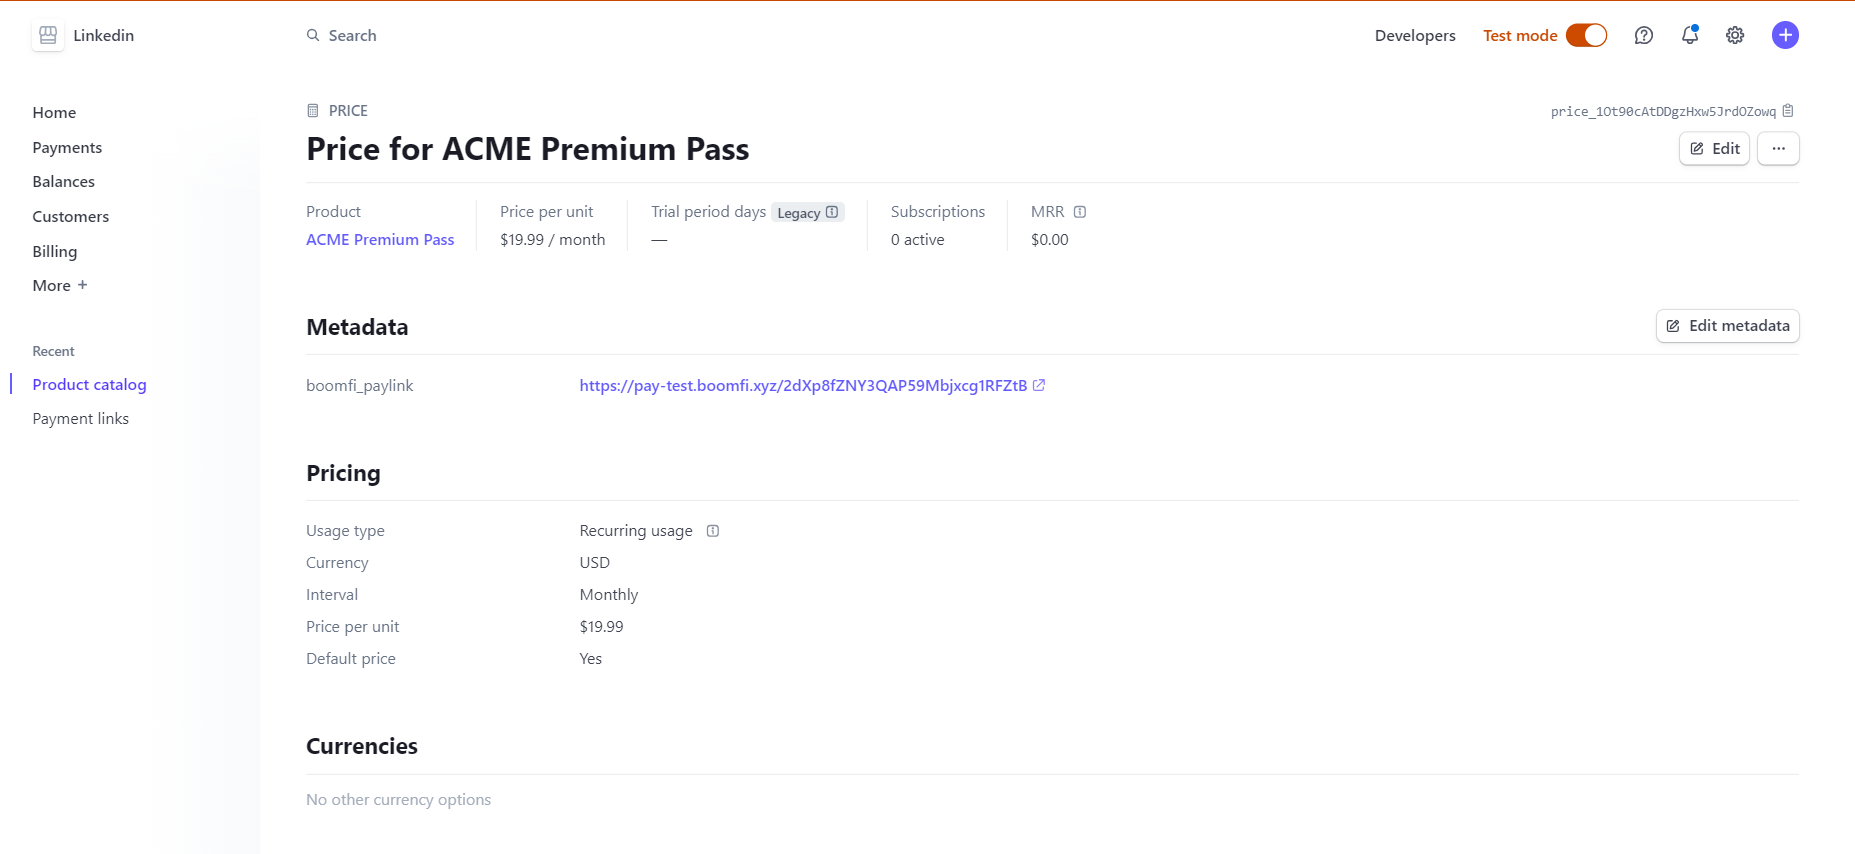 Linkedin
Search
Developers
Test mode
Home
Payments
Balances
Customers
Billing
More +
Recent
Product catalog
Payment links
PRICE
price_1Ot90cAtDDgzHxw5JrdOZowq
Price for ACME Premium Pass
Edit
...
Product
ACME Premium Pass
Price per unit
$19.99 / month
Trial period days Legacy
—
Subscriptions
0 active
MRR
$0.00
Metadata
Edit metadata
boomfi_paylink https://pay-test.boomfi.xyz/2dXp8fZNY3QAP59Mbjxcg1RFZtB
Pricing
Usage type Recurring usage
Currency USD
Interval Monthly
Price per unit $19.99
Default price Yes
Currencies
No other currency options